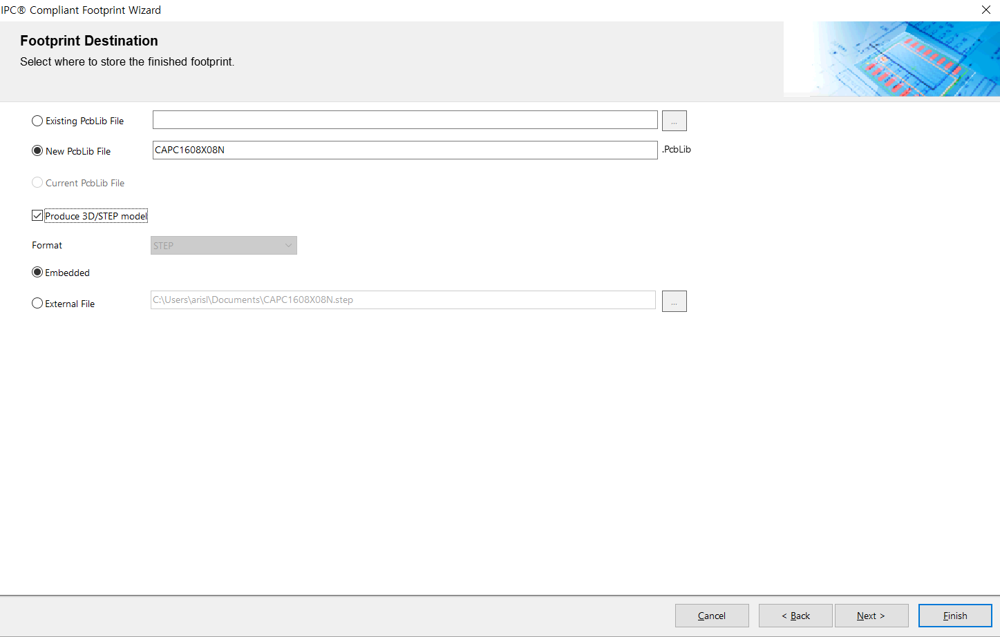 IPC® Compliant Footprint Wizard
Footprint Destination
Select where to store the finished footprint.
Existing PcbLib File
...
New PcbLib File
CAPC1608X08N
.PcbLib
Current PcbLib File
Produce 3D/STEP model
Format
STEP
Embedded
External File
C:\Users\arisl\Documents\CAPC1608X08N.step
...
Cancel
< Back
Next >
Finish